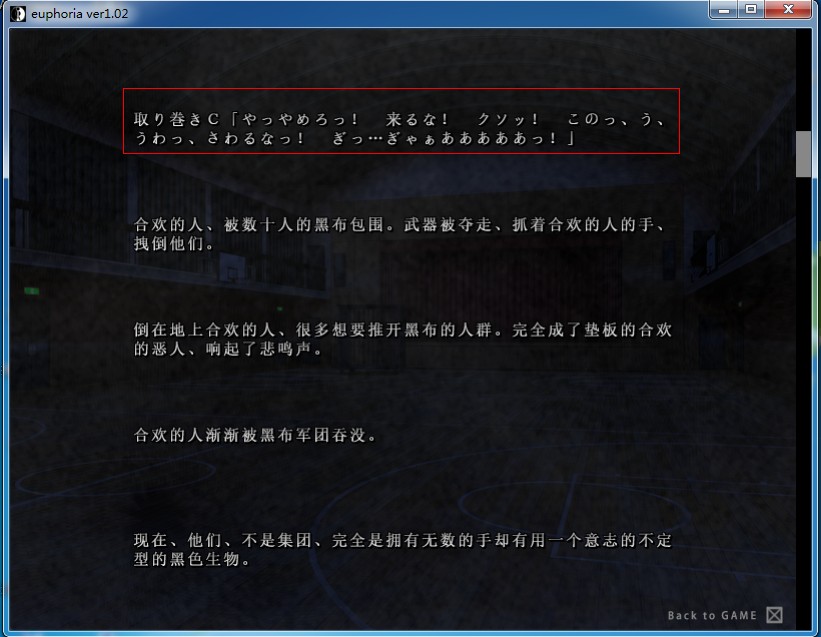 euphoria ver1.02
取り巻きＣ「やっやめろっ！　来るな！　クソッ！　このっ、う、
うわっ、さわるなっ！　ぎっ…ぎゃぁあああああっ！」
合欢的人、被数十人的黑布包围。武器被夺走、抓着合欢的人的手、
拽倒他们。
倒在地上合欢的人、很多想要推开黑布的人群。完全成了垫板的合欢
的恶人、响起了悲鸣声。
合欢的人渐渐被黑布军团吞没。
现在、他们、不是集团、完全是拥有无数的手却有用一个意志的不定
型的黑色生物。
Back to GAME